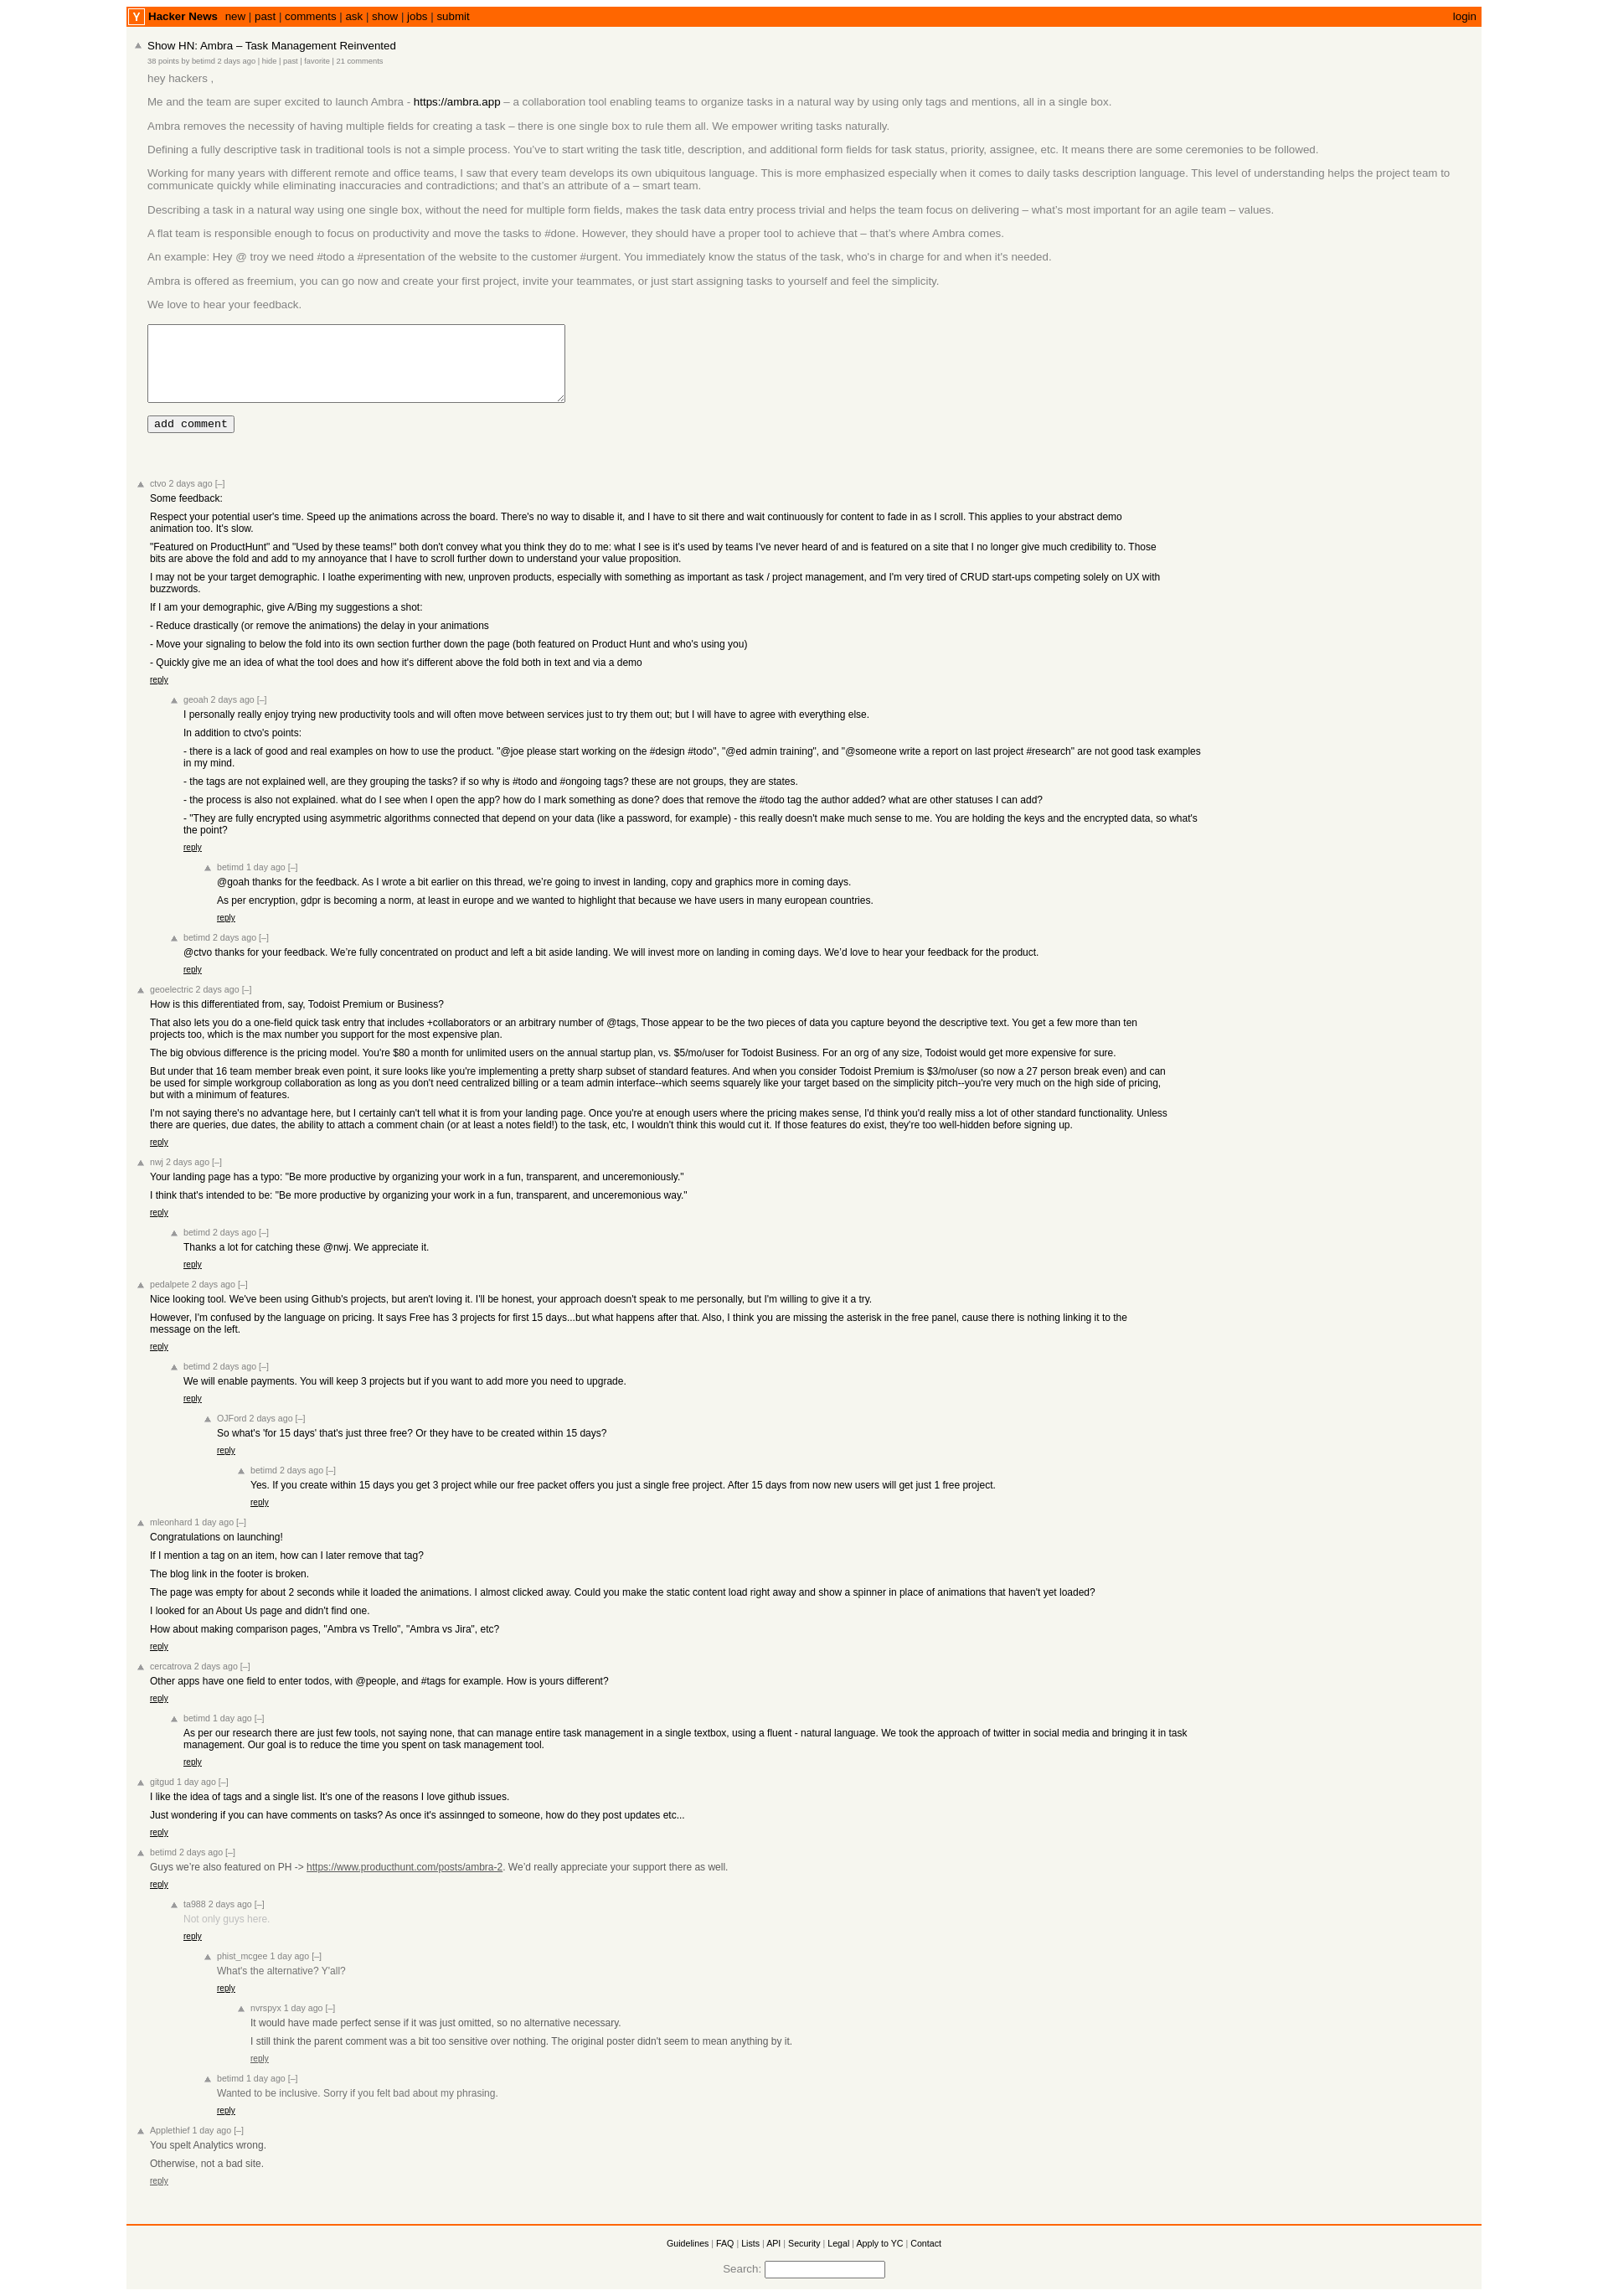 Y Hacker News new | past | comments | ask | show | jobs | submit login
Show HN: Ambra – Task Management Reinvented
38 points by betimd 2 days ago | hide | past | favorite | 21 comments
hey hackers ,
Me and the team are super excited to launch Ambra - https://ambra.app – a collaboration tool enabling teams to organize tasks in a natural way by using only tags and mentions, all in a single box.
Ambra removes the necessity of having multiple fields for creating a task – there is one single box to rule them all. We empower writing tasks naturally.
Defining a fully descriptive task in traditional tools is not a simple process. You’ve to start writing the task title, description, and additional form fields for task status, priority, assignee, etc. It means there are some ceremonies to be followed.
Working for many years with different remote and office teams, I saw that every team develops its own ubiquitous language. This is more emphasized especially when it comes to daily tasks description language. This level of understanding helps the project team to
communicate quickly while eliminating inaccuracies and contradictions; and that’s an attribute of a – smart team.
Describing a task in a natural way using one single box, without the need for multiple form fields, makes the task data entry process trivial and helps the team focus on delivering – what’s most important for an agile team – values.
A flat team is responsible enough to focus on productivity and move the tasks to #done. However, they should have a proper tool to achieve that – that’s where Ambra comes.
An example: Hey @ troy we need #todo a #presentation of the website to the customer #urgent. You immediately know the status of the task, who's in charge for and when it's needed.
Ambra is offered as freemium, you can go now and create your first project, invite your teammates, or just start assigning tasks to yourself and feel the simplicity.
We love to hear your feedback.
add comment
ctvo 2 days ago [–]
Some feedback:
Respect your potential user's time. Speed up the animations across the board. There's no way to disable it, and I have to sit there and wait continuously for content to fade in as I scroll. This applies to your abstract demo
animation too. It's slow.
"Featured on ProductHunt" and "Used by these teams!" both don't convey what you think they do to me: what I see is it's used by teams I've never heard of and is featured on a site that I no longer give much credibility to. Those
bits are above the fold and add to my annoyance that I have to scroll further down to understand your value proposition.
I may not be your target demographic. I loathe experimenting with new, unproven products, especially with something as important as task / project management, and I'm very tired of CRUD start-ups competing solely on UX with
buzzwords.
If I am your demographic, give A/Bing my suggestions a shot:
- Reduce drastically (or remove the animations) the delay in your animations
- Move your signaling to below the fold into its own section further down the page (both featured on Product Hunt and who's using you)
- Quickly give me an idea of what the tool does and how it's different above the fold both in text and via a demo
reply
geoah 2 days ago [–]
I personally really enjoy trying new productivity tools and will often move between services just to try them out; but I will have to agree with everything else.
In addition to ctvo's points:
- there is a lack of good and real examples on how to use the product. "@joe please start working on the #design #todo", "@ed admin training", and "@someone write a report on last project #research" are not good task examples
in my mind.
- the tags are not explained well, are they grouping the tasks? if so why is #todo and #ongoing tags? these are not groups, they are states.
- the process is also not explained. what do I see when I open the app? how do I mark something as done? does that remove the #todo tag the author added? what are other statuses I can add?
- "They are fully encrypted using asymmetric algorithms connected that depend on your data (like a password, for example) - this really doesn't make much sense to me. You are holding the keys and the encrypted data, so what's
the point?
reply
betimd 1 day ago [–]
@goah thanks for the feedback. As I wrote a bit earlier on this thread, we’re going to invest in landing, copy and graphics more in coming days.
As per encryption, gdpr is becoming a norm, at least in europe and we wanted to highlight that because we have users in many european countries.
reply
betimd 2 days ago [–]
@ctvo thanks for your feedback. We’re fully concentrated on product and left a bit aside landing. We will invest more on landing in coming days. We’d love to hear your feedback for the product.
reply
geoelectric 2 days ago [–]
How is this differentiated from, say, Todoist Premium or Business?
That also lets you do a one-field quick task entry that includes +collaborators or an arbitrary number of @tags, Those appear to be the two pieces of data you capture beyond the descriptive text. You get a few more than ten
projects too, which is the max number you support for the most expensive plan.
The big obvious difference is the pricing model. You're $80 a month for unlimited users on the annual startup plan, vs. $5/mo/user for Todoist Business. For an org of any size, Todoist would get more expensive for sure.
But under that 16 team member break even point, it sure looks like you're implementing a pretty sharp subset of standard features. And when you consider Todoist Premium is $3/mo/user (so now a 27 person break even) and can
be used for simple workgroup collaboration as long as you don't need centralized billing or a team admin interface--which seems squarely like your target based on the simplicity pitch--you're very much on the high side of pricing,
but with a minimum of features.
I'm not saying there's no advantage here, but I certainly can't tell what it is from your landing page. Once you're at enough users where the pricing makes sense, I'd think you'd really miss a lot of other standard functionality. Unless
there are queries, due dates, the ability to attach a comment chain (or at least a notes field!) to the task, etc, I wouldn't think this would cut it. If those features do exist, they're too well-hidden before signing up.
reply
nwj 2 days ago [–]
Your landing page has a typo: "Be more productive by organizing your work in a fun, transparent, and unceremoniously."
I think that's intended to be: "Be more productive by organizing your work in a fun, transparent, and unceremonious way."
reply
betimd 2 days ago [–]
Thanks a lot for catching these @nwj. We appreciate it.
reply
pedalpete 2 days ago [–]
Nice looking tool. We've been using Github's projects, but aren't loving it. I'll be honest, your approach doesn't speak to me personally, but I'm willing to give it a try.
However, I'm confused by the language on pricing. It says Free has 3 projects for first 15 days...but what happens after that. Also, I think you are missing the asterisk in the free panel, cause there is nothing linking it to the
message on the left.
reply
betimd 2 days ago [–]
We will enable payments. You will keep 3 projects but if you want to add more you need to upgrade.
reply
OJFord 2 days ago [–]
So what's 'for 15 days' that's just three free? Or they have to be created within 15 days?
reply
betimd 2 days ago [–]
Yes. If you create within 15 days you get 3 project while our free packet offers you just a single free project. After 15 days from now new users will get just 1 free project.
reply
mleonhard 1 day ago [–]
Congratulations on launching!
If I mention a tag on an item, how can I later remove that tag?
The blog link in the footer is broken.
The page was empty for about 2 seconds while it loaded the animations. I almost clicked away. Could you make the static content load right away and show a spinner in place of animations that haven't yet loaded?
I looked for an About Us page and didn't find one.
How about making comparison pages, "Ambra vs Trello", "Ambra vs Jira", etc?
reply
cercatrova 2 days ago [–]
Other apps have one field to enter todos, with @people, and #tags for example. How is yours different?
reply
betimd 1 day ago [–]
As per our research there are just few tools, not saying none, that can manage entire task management in a single textbox, using a fluent - natural language. We took the approach of twitter in social media and bringing it in task
management. Our goal is to reduce the time you spent on task management tool.
reply
gitgud 1 day ago [–]
I like the idea of tags and a single list. It's one of the reasons I love github issues.
Just wondering if you can have comments on tasks? As once it's assinnged to someone, how do they post updates etc...
reply
betimd 2 days ago [–]
Guys we’re also featured on PH -> https://www.producthunt.com/posts/ambra-2. We’d really appreciate your support there as well.
reply
ta988 2 days ago [–]
Not only guys here.
reply
phist_mcgee 1 day ago [–]
What's the alternative? Y'all?
reply
nvrspyx 1 day ago [–]
It would have made perfect sense if it was just omitted, so no alternative necessary.
I still think the parent comment was a bit too sensitive over nothing. The original poster didn't seem to mean anything by it.
reply
betimd 1 day ago [–]
Wanted to be inclusive. Sorry if you felt bad about my phrasing.
reply
Applethief 1 day ago [–]
You spelt Analytics wrong.
Otherwise, not a bad site.
reply
Guidelines | FAQ | Lists | API | Security | Legal | Apply to YC | Contact
Search: